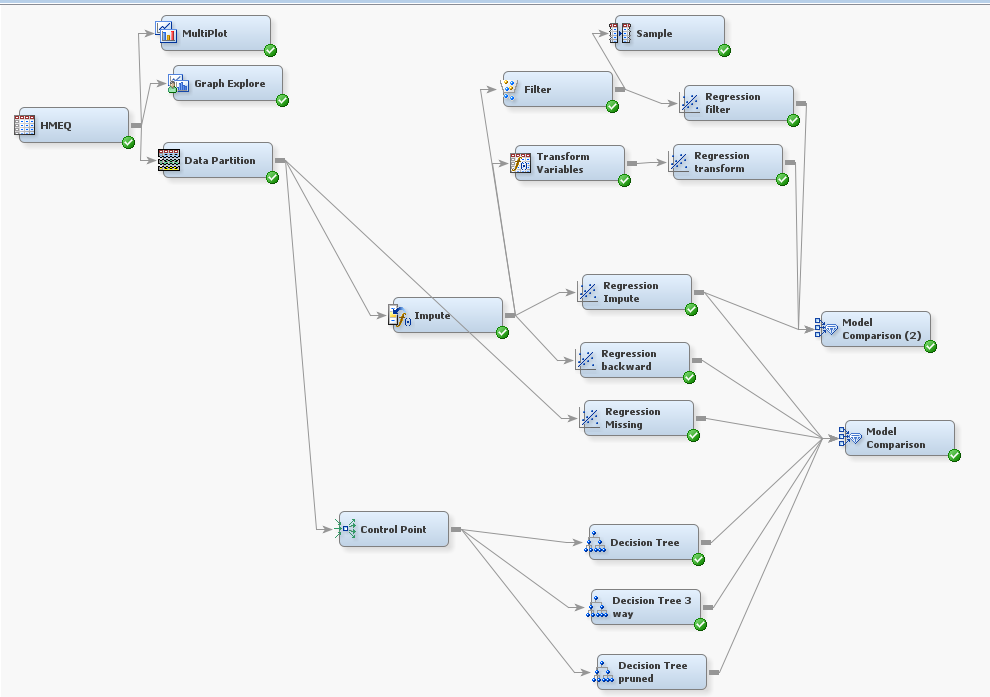 MultiPlot
Sample
Graph Explore
Filter
Regression
filter
HMEQ
Data Partition
Transform
Variables
Regression
transform
Regression
Impute
Impute
Model
Comparison (2)
Regression
backward
Regression
Missing
Model
Comparison
Control Point
Decision Tree
Decision Tree 3
way
Decision Tree
pruned